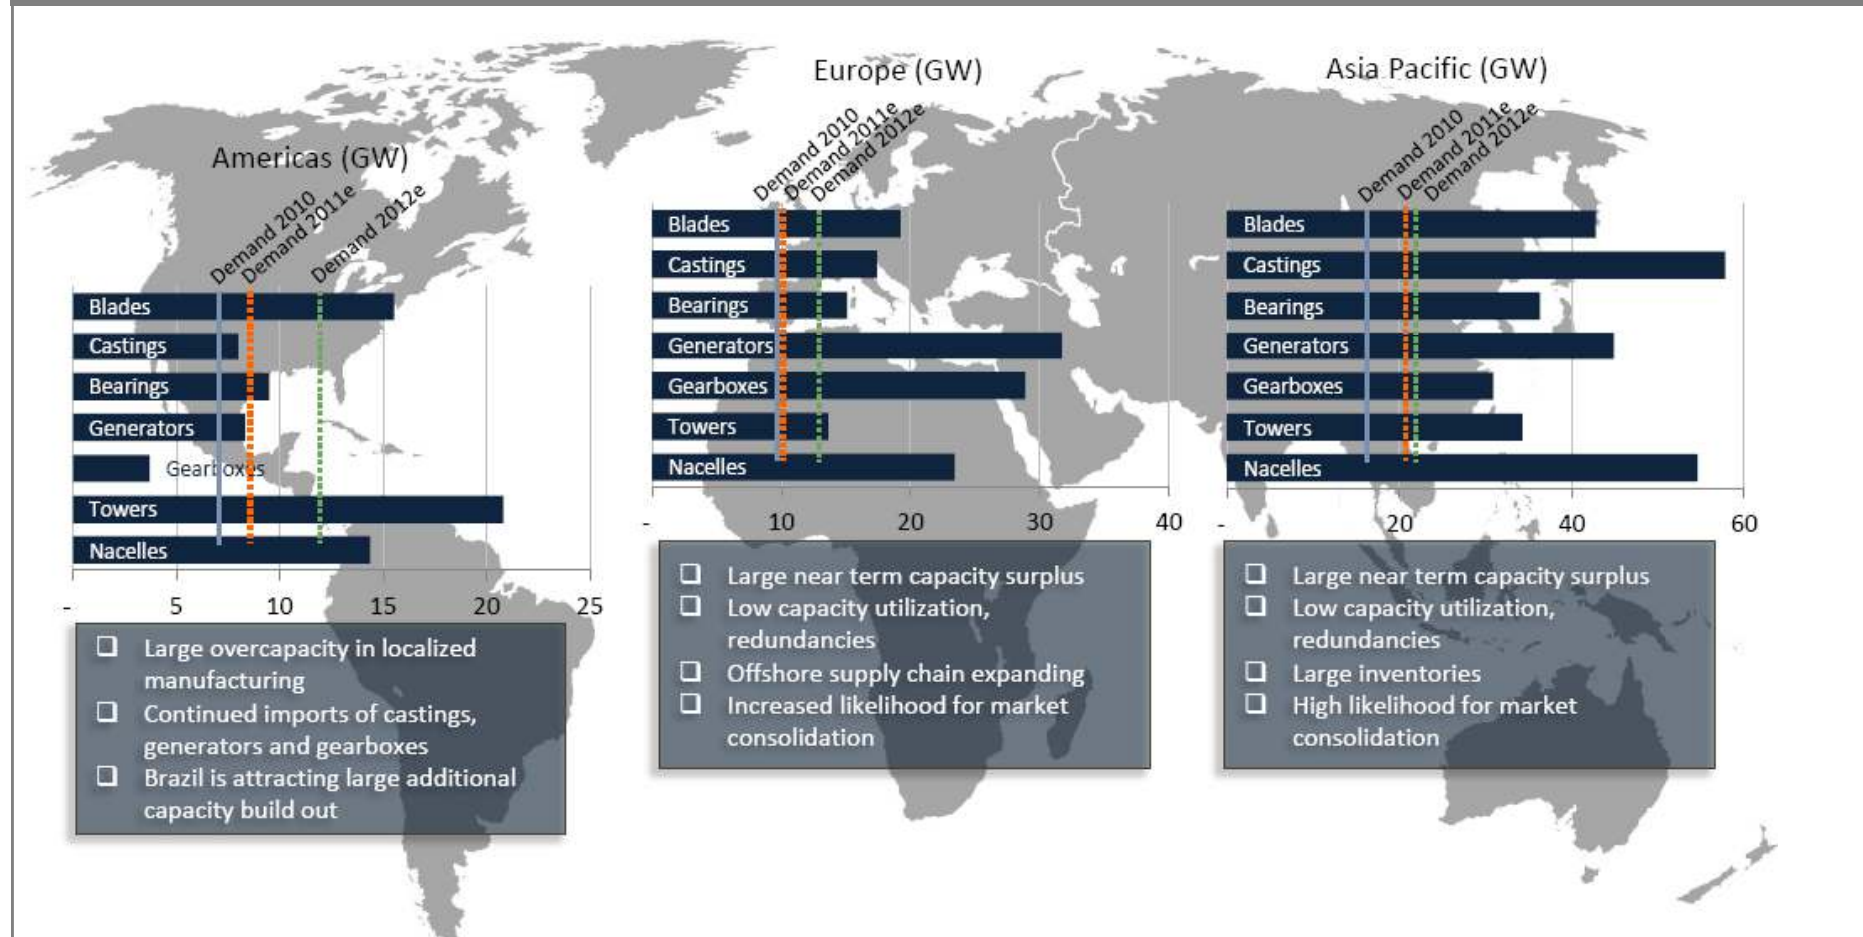 Americas (GW)
Demand 2010
Demand 2011e
Demand 2012e
Blades
Castings
Bearings
Generators
Gearboxes
Towers
Nacelles
- 5 10 15 20 25
❑ Large overcapacity in localized
manufacturing
❑ Continued imports of castings,
generators and gearboxes
❑ Brazil is attracting large additional
capacity build out
Europe (GW)
Demand 2010
Demand 2011e
Demand 2012e
Blades
Castings
Bearings
Generators
Gearboxes
Towers
Nacelles
- 10 20 30 40
❑ Large near term capacity surplus
❑ Low capacity utilization,
redundancies
❑ Offshore supply chain expanding
❑ Increased likelihood for market
consolidation
Asia Pacific (GW)
Demand 2010
Demand 2011e
Demand 2012e
Blades
Castings
Bearings
Generators
Gearboxes
Towers
Nacelles
- 20 40 60
❑ Large near term capacity surplus
❑ Low capacity utilization,
redundancies
❑ Large inventories
❑ High likelihood for market
consolidation